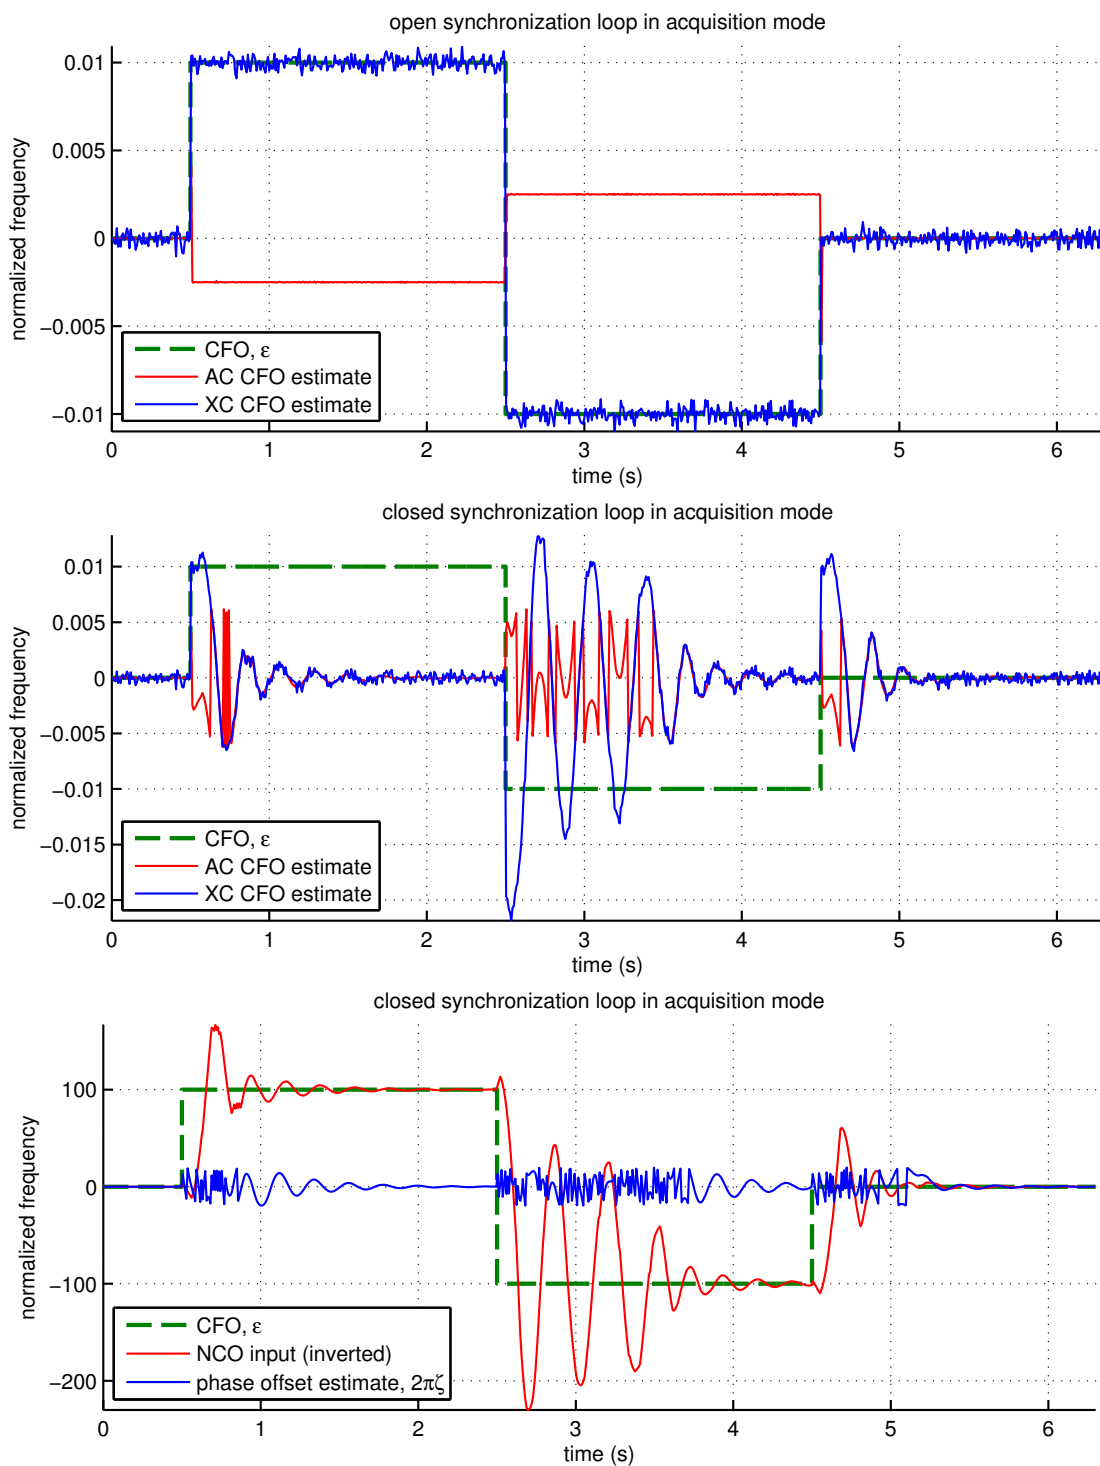 open synchronization loop in acquisition mode
normalized frequency
0.01
0.005
0
−0.005
−0.01
CFO, ε
AC CFO estimate
XC CFO estimate
0 1 2 3 4 5 6
time (s)
closed synchronization loop in acquisition mode
normalized frequency
0.01
0.005
0
−0.005
−0.01
−0.015
−0.02
CFO, ε
AC CFO estimate
XC CFO estimate
0 1 2 3 4 5 6
time (s)
closed synchronization loop in acquisition mode
normalized frequency
100
0
−100
−200
CFO, ε
NCO input (inverted)
phase offset estimate, 2πζ
0 1 2 3 4 5 6
time (s)